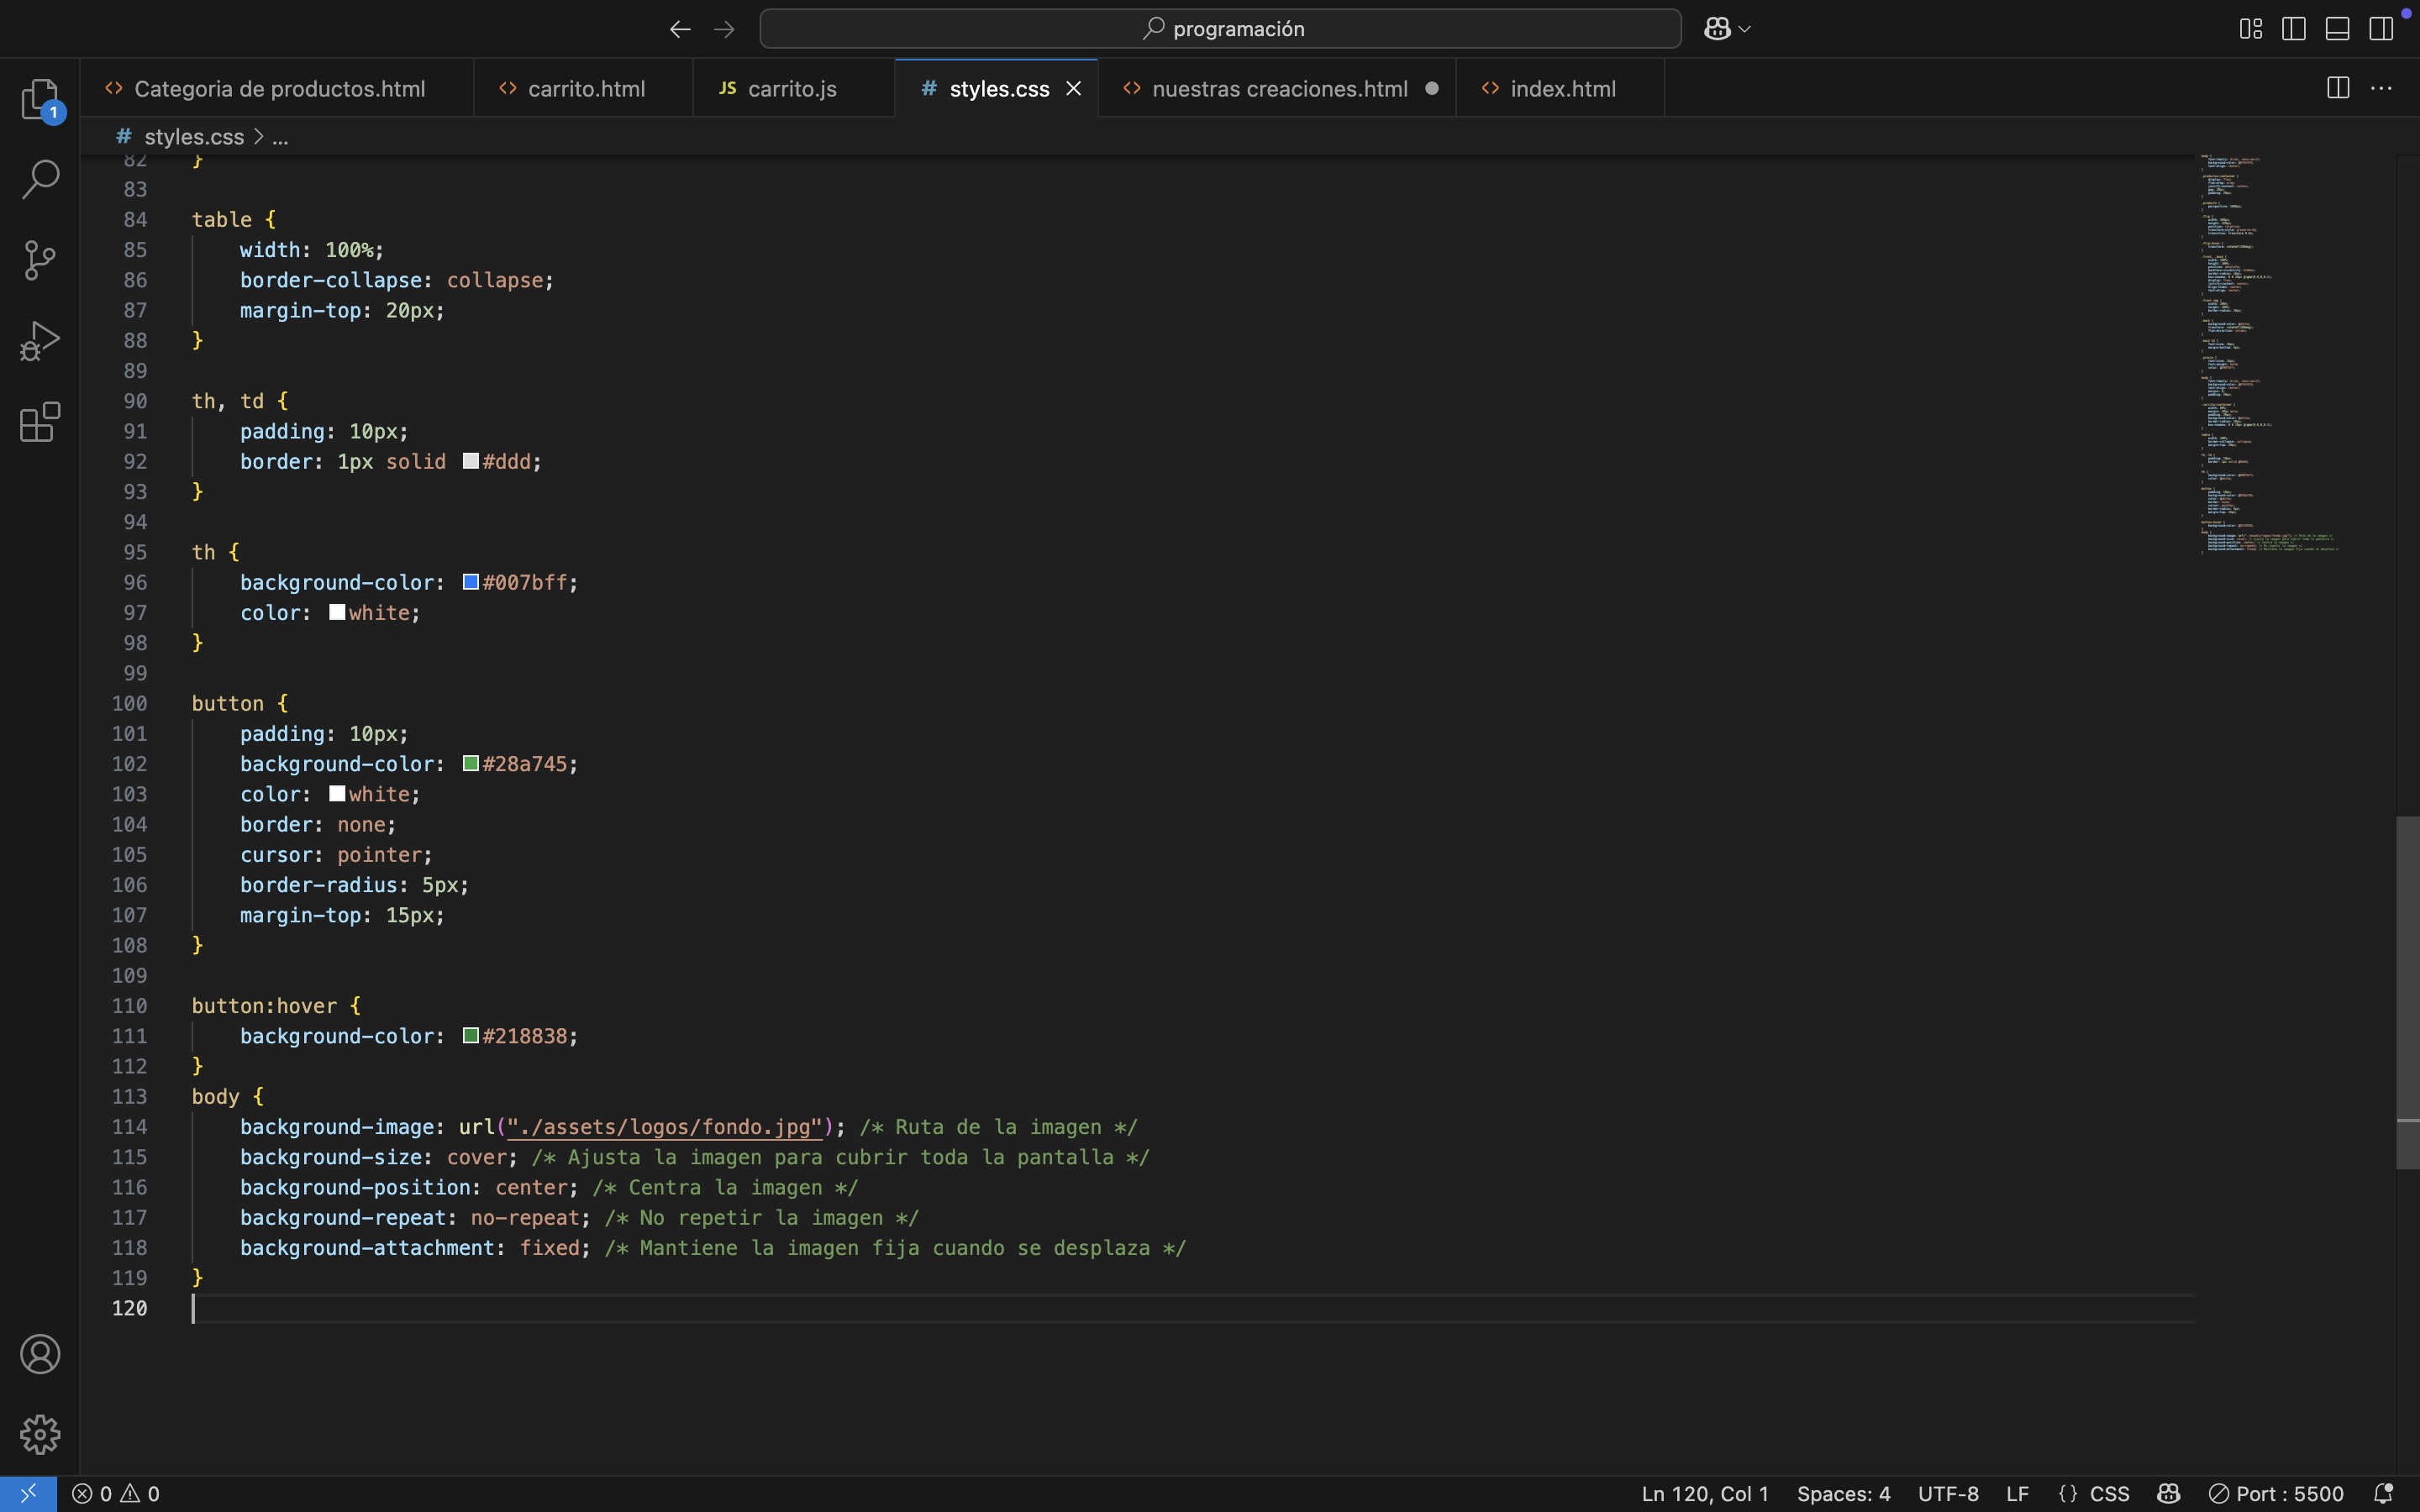 programación
Categoria de productos.html
carrito.html
JS carrito.js
# styles.css
nuestras creaciones.html
index.html
1
# styles.css > ...
82 }
83
84 table {
85 width: 100%;
86 border-collapse: collapse;
87 margin-top: 20px;
88 }
89
90 th, td {
91 padding: 10px;
92 border: 1px solid #ddd;
93 }
94
95 th {
96 background-color: #007bff;
97 color: white;
98 }
99
100 button {
101 padding: 10px;
102 background-color: #28a745;
103 color: white;
104 border: none;
105 cursor: pointer;
106 border-radius: 5px;
107 margin-top: 15px;
108 }
109
110 button:hover {
111 background-color: #218838;
112 }
113 body {
114 background-image: url("./assets/logos/fondo.jpg"); /* Ruta de la imagen */
115 background-size: cover; /* Ajusta la imagen para cubrir toda la pantalla */
116 background-position: center; /* Centra la imagen */
117 background-repeat: no-repeat; /* No repetir la imagen */
118 background-attachment: fixed; /* Mantiene la imagen fija cuando se desplaza */
119 }
120
0 0
Ln 120, Col 1 Spaces: 4 UTF-8 LF {} CSS Port : 5500